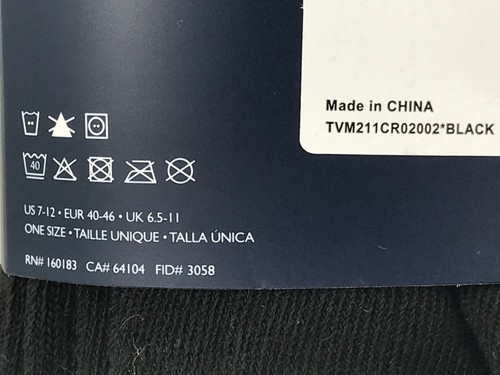 Made in CHINA
TVM211CR02002*BLACK
40
US 7-12 • EUR 40-46 • UK 6.5-11
ONE SIZE • TAILLE UNIQUE • TALLA ÚNICA
RN# 160183 CA# 64104 FID# 3058